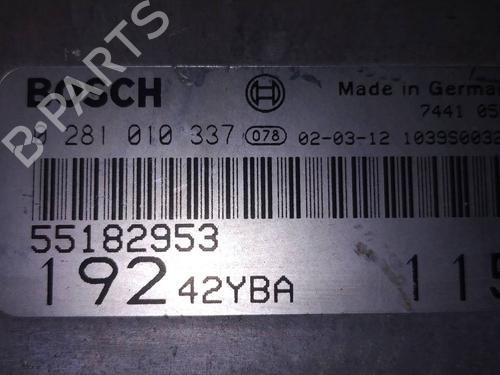 B-PARTS
BOSCH
Made in German
7441 05
0 281 010 337 078 02-03-12 1039S0032
55182953
192 42YBA 115